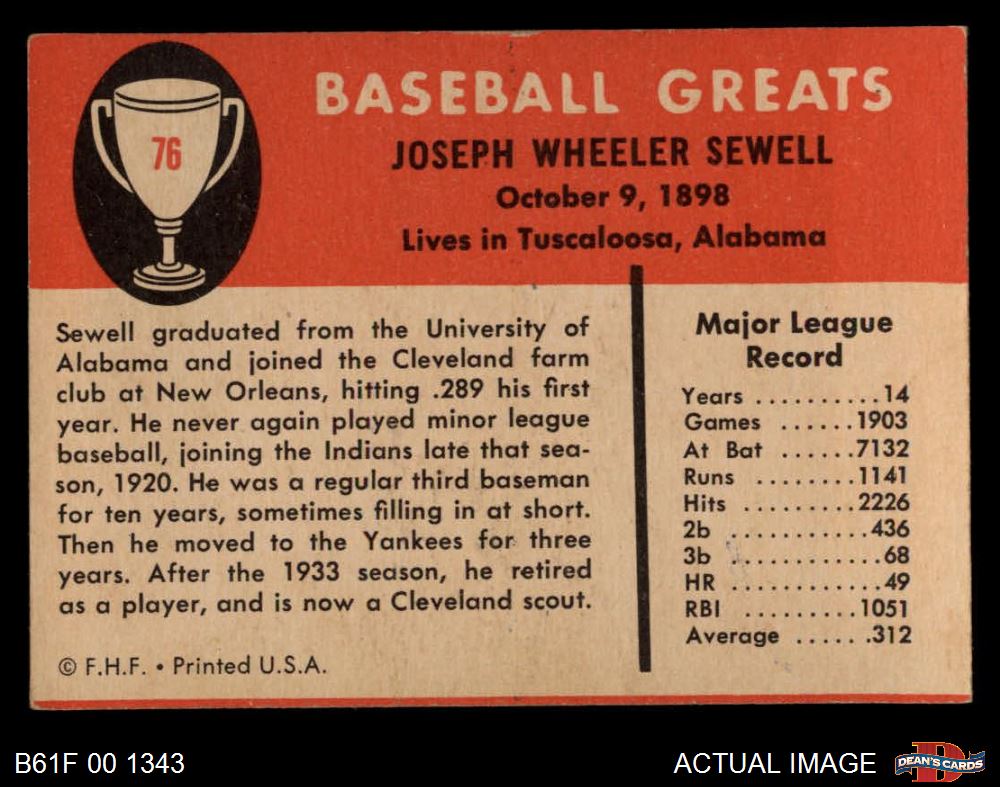 76
BASEBALL GREATS
JOSEPH WHEELER SEWELL
October 9, 1898
Lives in Tuscaloosa, Alabama
Sewell graduated from the University of
Alabama and joined the Cleveland farm
club at New Orleans, hitting .289 his first
year. He never again played minor league
baseball, joining the Indians late that sea-
son, 1920. He was a regular third baseman
for ten years, sometimes filling in at short.
Then he moved to the Yankees for three
years. After the 1933 season, he retired
as a player, and is now a Cleveland scout.
© F.H.F. • Printed U.S.A.
Major League
Record
Years ..........14
Games ......1903
At Bat ......7132
Runs ........1141
Hits .........2226
2b ...........436
3b ............68
HR ............49
RBI .........1051
Average ......312
B61F 00 1343
ACTUAL IMAGE
D
DEAN'S CARDS